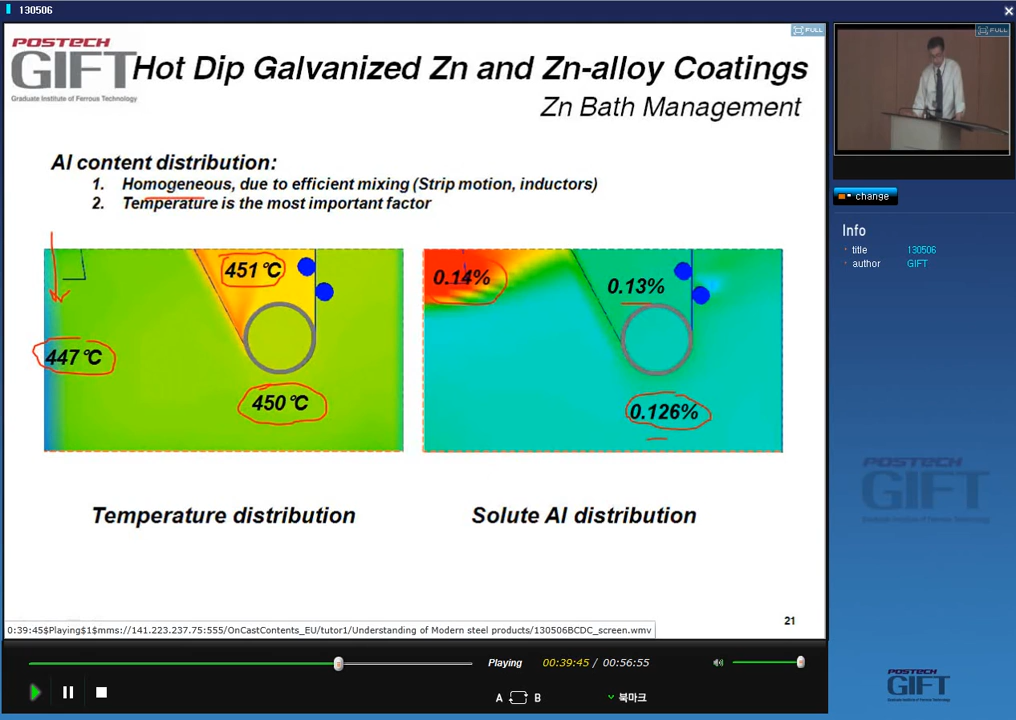 130506
FULL
FULL
POSTECH
GIFT
Graduate Institute of Ferrous Technology
Hot Dip Galvanized Zn and Zn-alloy Coatings
Zn Bath Management
Al content distribution:
1. Homogeneous, due to efficient mixing (Strip motion, inductors)
2. Temperature is the most important factor
451°C
447°C
450°C
0.14%
0.13%
0.126%
Temperature distribution
Solute Al distribution
21
0:39:45$Playing$1$mms://141.223.237.75:555/OnCastContents_EU/tutor1/Understanding of Modern steel products/130506BCDC_screen.wmv
change
Info
title 130506
author GIFT
POSTECH
GIFT
Playing 00:39:45 / 00:56:55
A B 북마크
POSTECH
GIFT